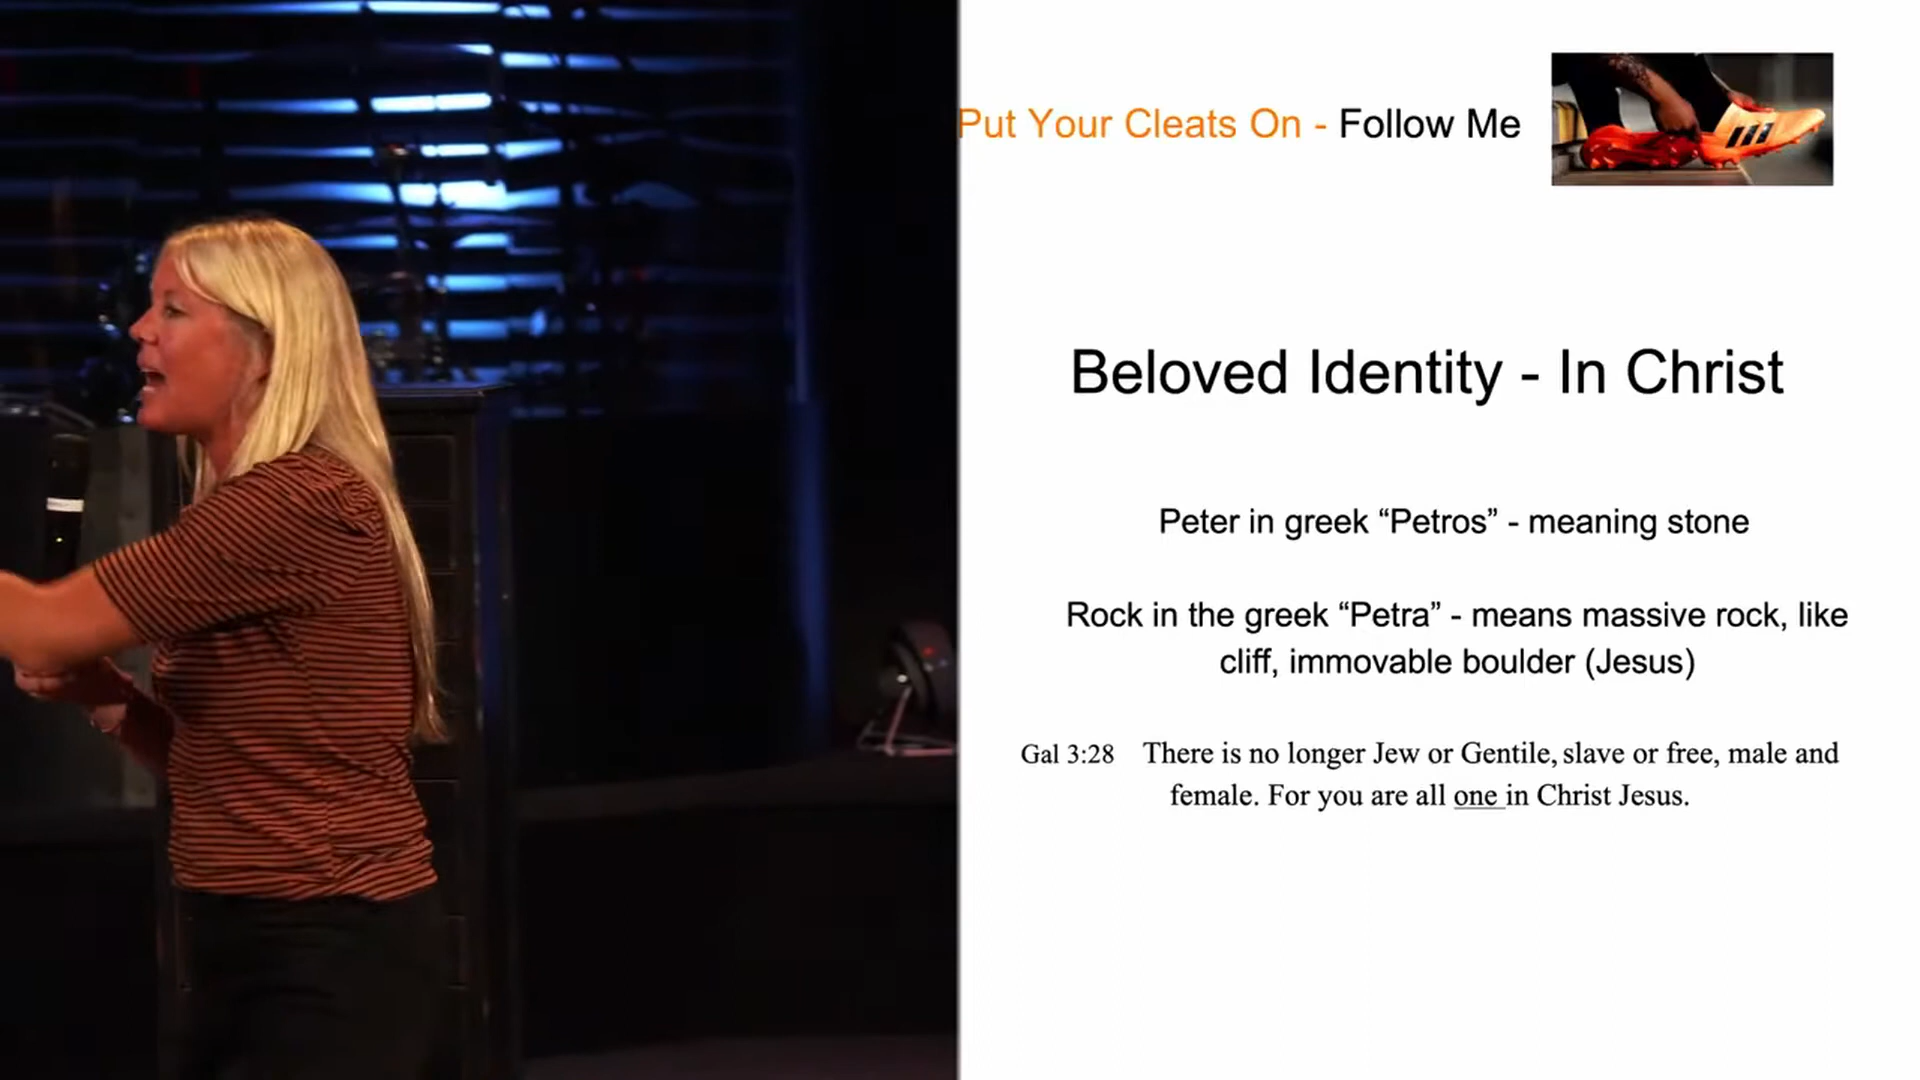 Put Your Cleats On - Follow Me
Beloved Identity - In Christ
Peter in greek “Petros” - meaning stone
Rock in the greek “Petra” - means massive rock, like
cliff, immovable boulder (Jesus)
Gal 3:28 There is no longer Jew or Gentile, slave or free, male and
female. For you are all one in Christ Jesus.